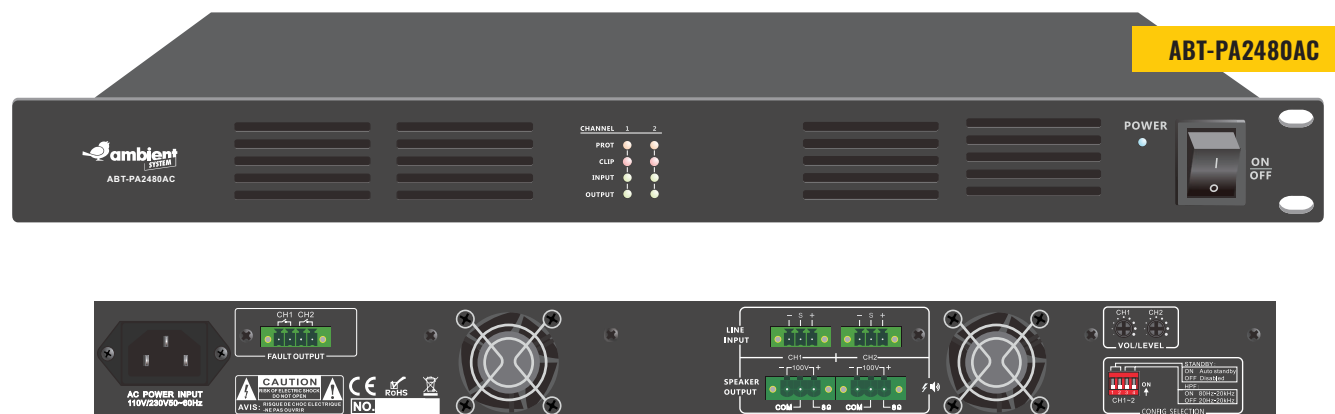 ABT-PA2480AC
ambient
SYSTEM
ABT-PA2480AC
CHANNEL 1 2
PROT
CLIP
INPUT
OUTPUT
POWER
I
O
ON
OFF
CH1 CH2
FAULT OUTPUT
AC POWER INPUT
110V/230V50~60Hz
CAUTION
RISK OF ELECTRIC SHOCK
DO NOT OPEN
AVIS: RISQUE DE CHOC ELECTRIQUE
-NE PAS OUVRIR
CE
RoHS
NO.
LINE
INPUT
- S +
- S +
CH1
CH2
SPEAKER
OUTPUT
-100V+
-100V+
COM 8Ω
COM 8Ω
CH1 CH2
VOL/LEVEL
ON
CH1~2
STANDBY
ON Auto standby
OFF Disabled
HPF
ON 80Hz-20kHz
OFF 20Hz-20kHz
CONFIG SELECTION